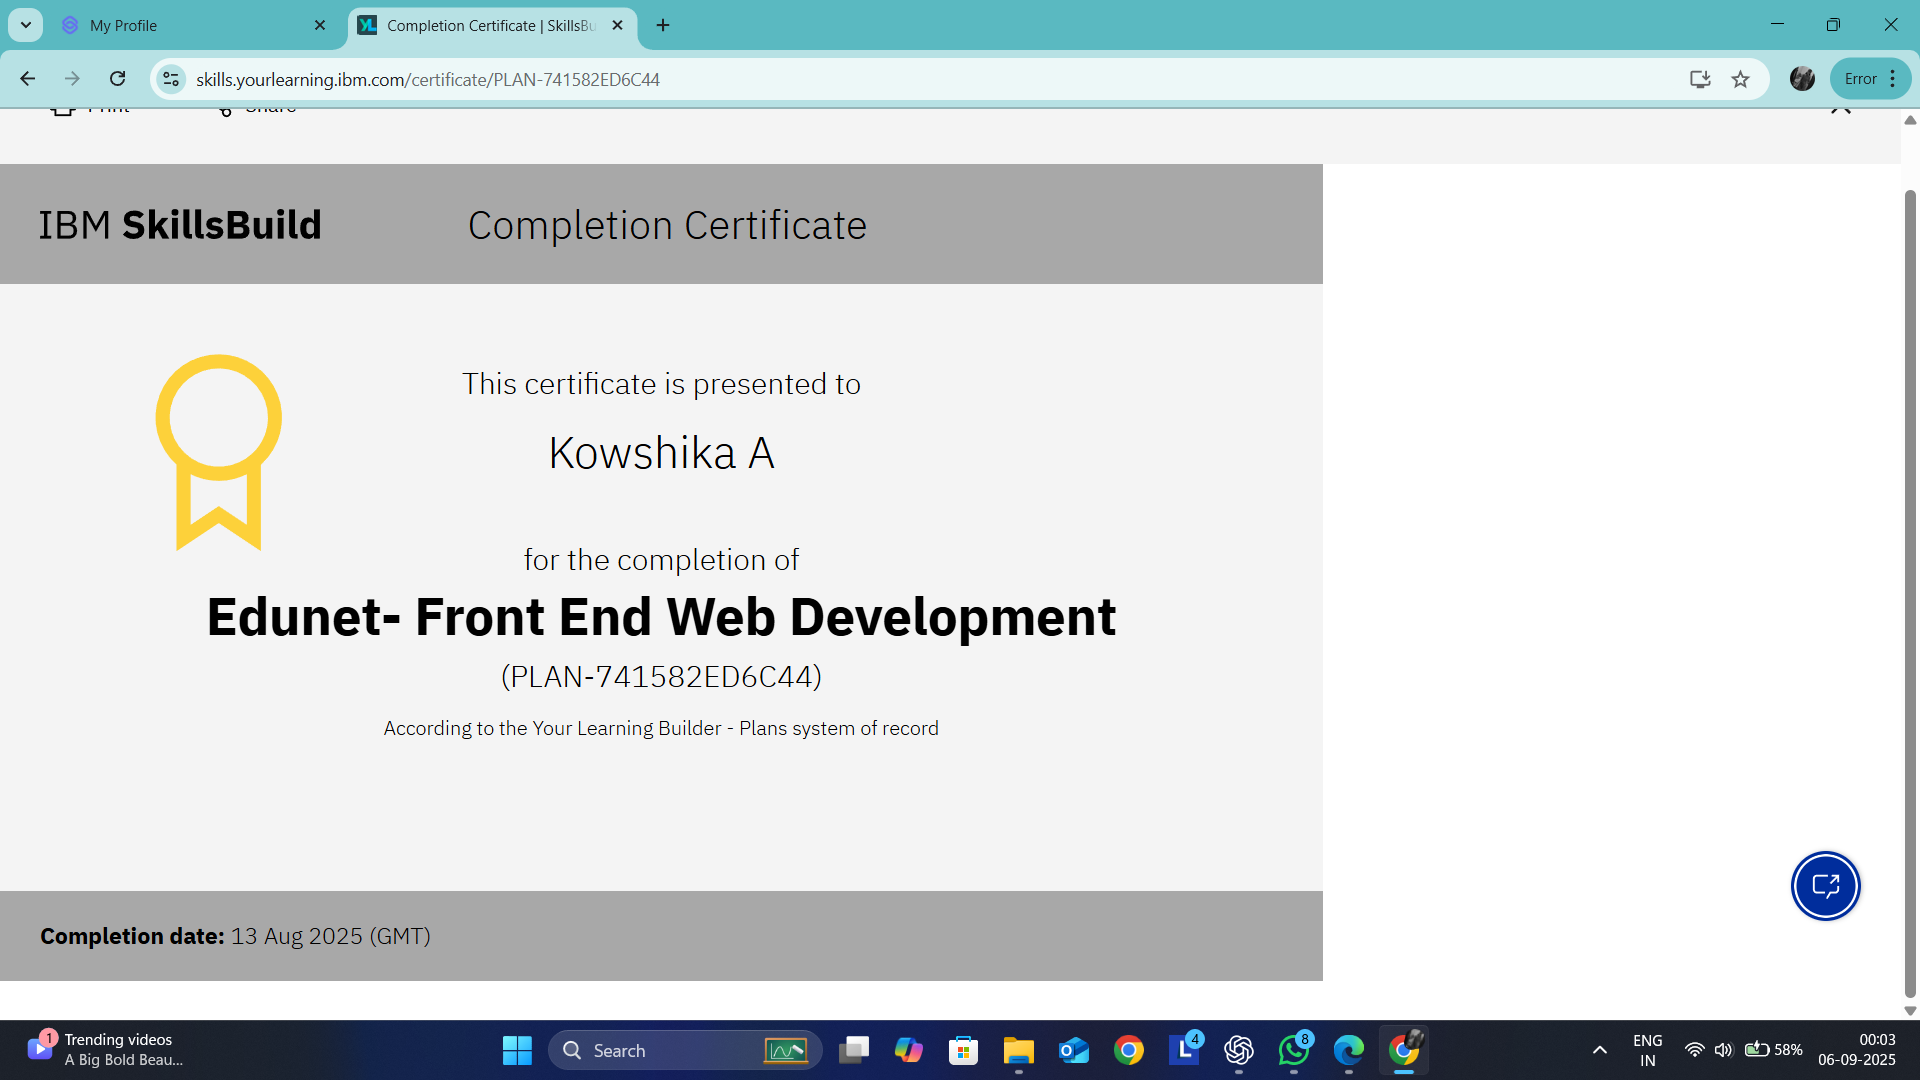 My Profile
Completion Certificate | SkillsBu
skills.yourlearning.ibm.com/certificate/PLAN-741582ED6C44
Error
Print
Share
IBM SkillsBuild
Completion Certificate
This certificate is presented to
Kowshika A
for the completion of
Edunet- Front End Web Development
(PLAN-741582ED6C44)
According to the Your Learning Builder - Plans system of record
Completion date: 13 Aug 2025 (GMT)
1
Trending videos
A Big Bold Beau...
Search
L 4
8
ENG
IN
58%
00:03
06-09-2025